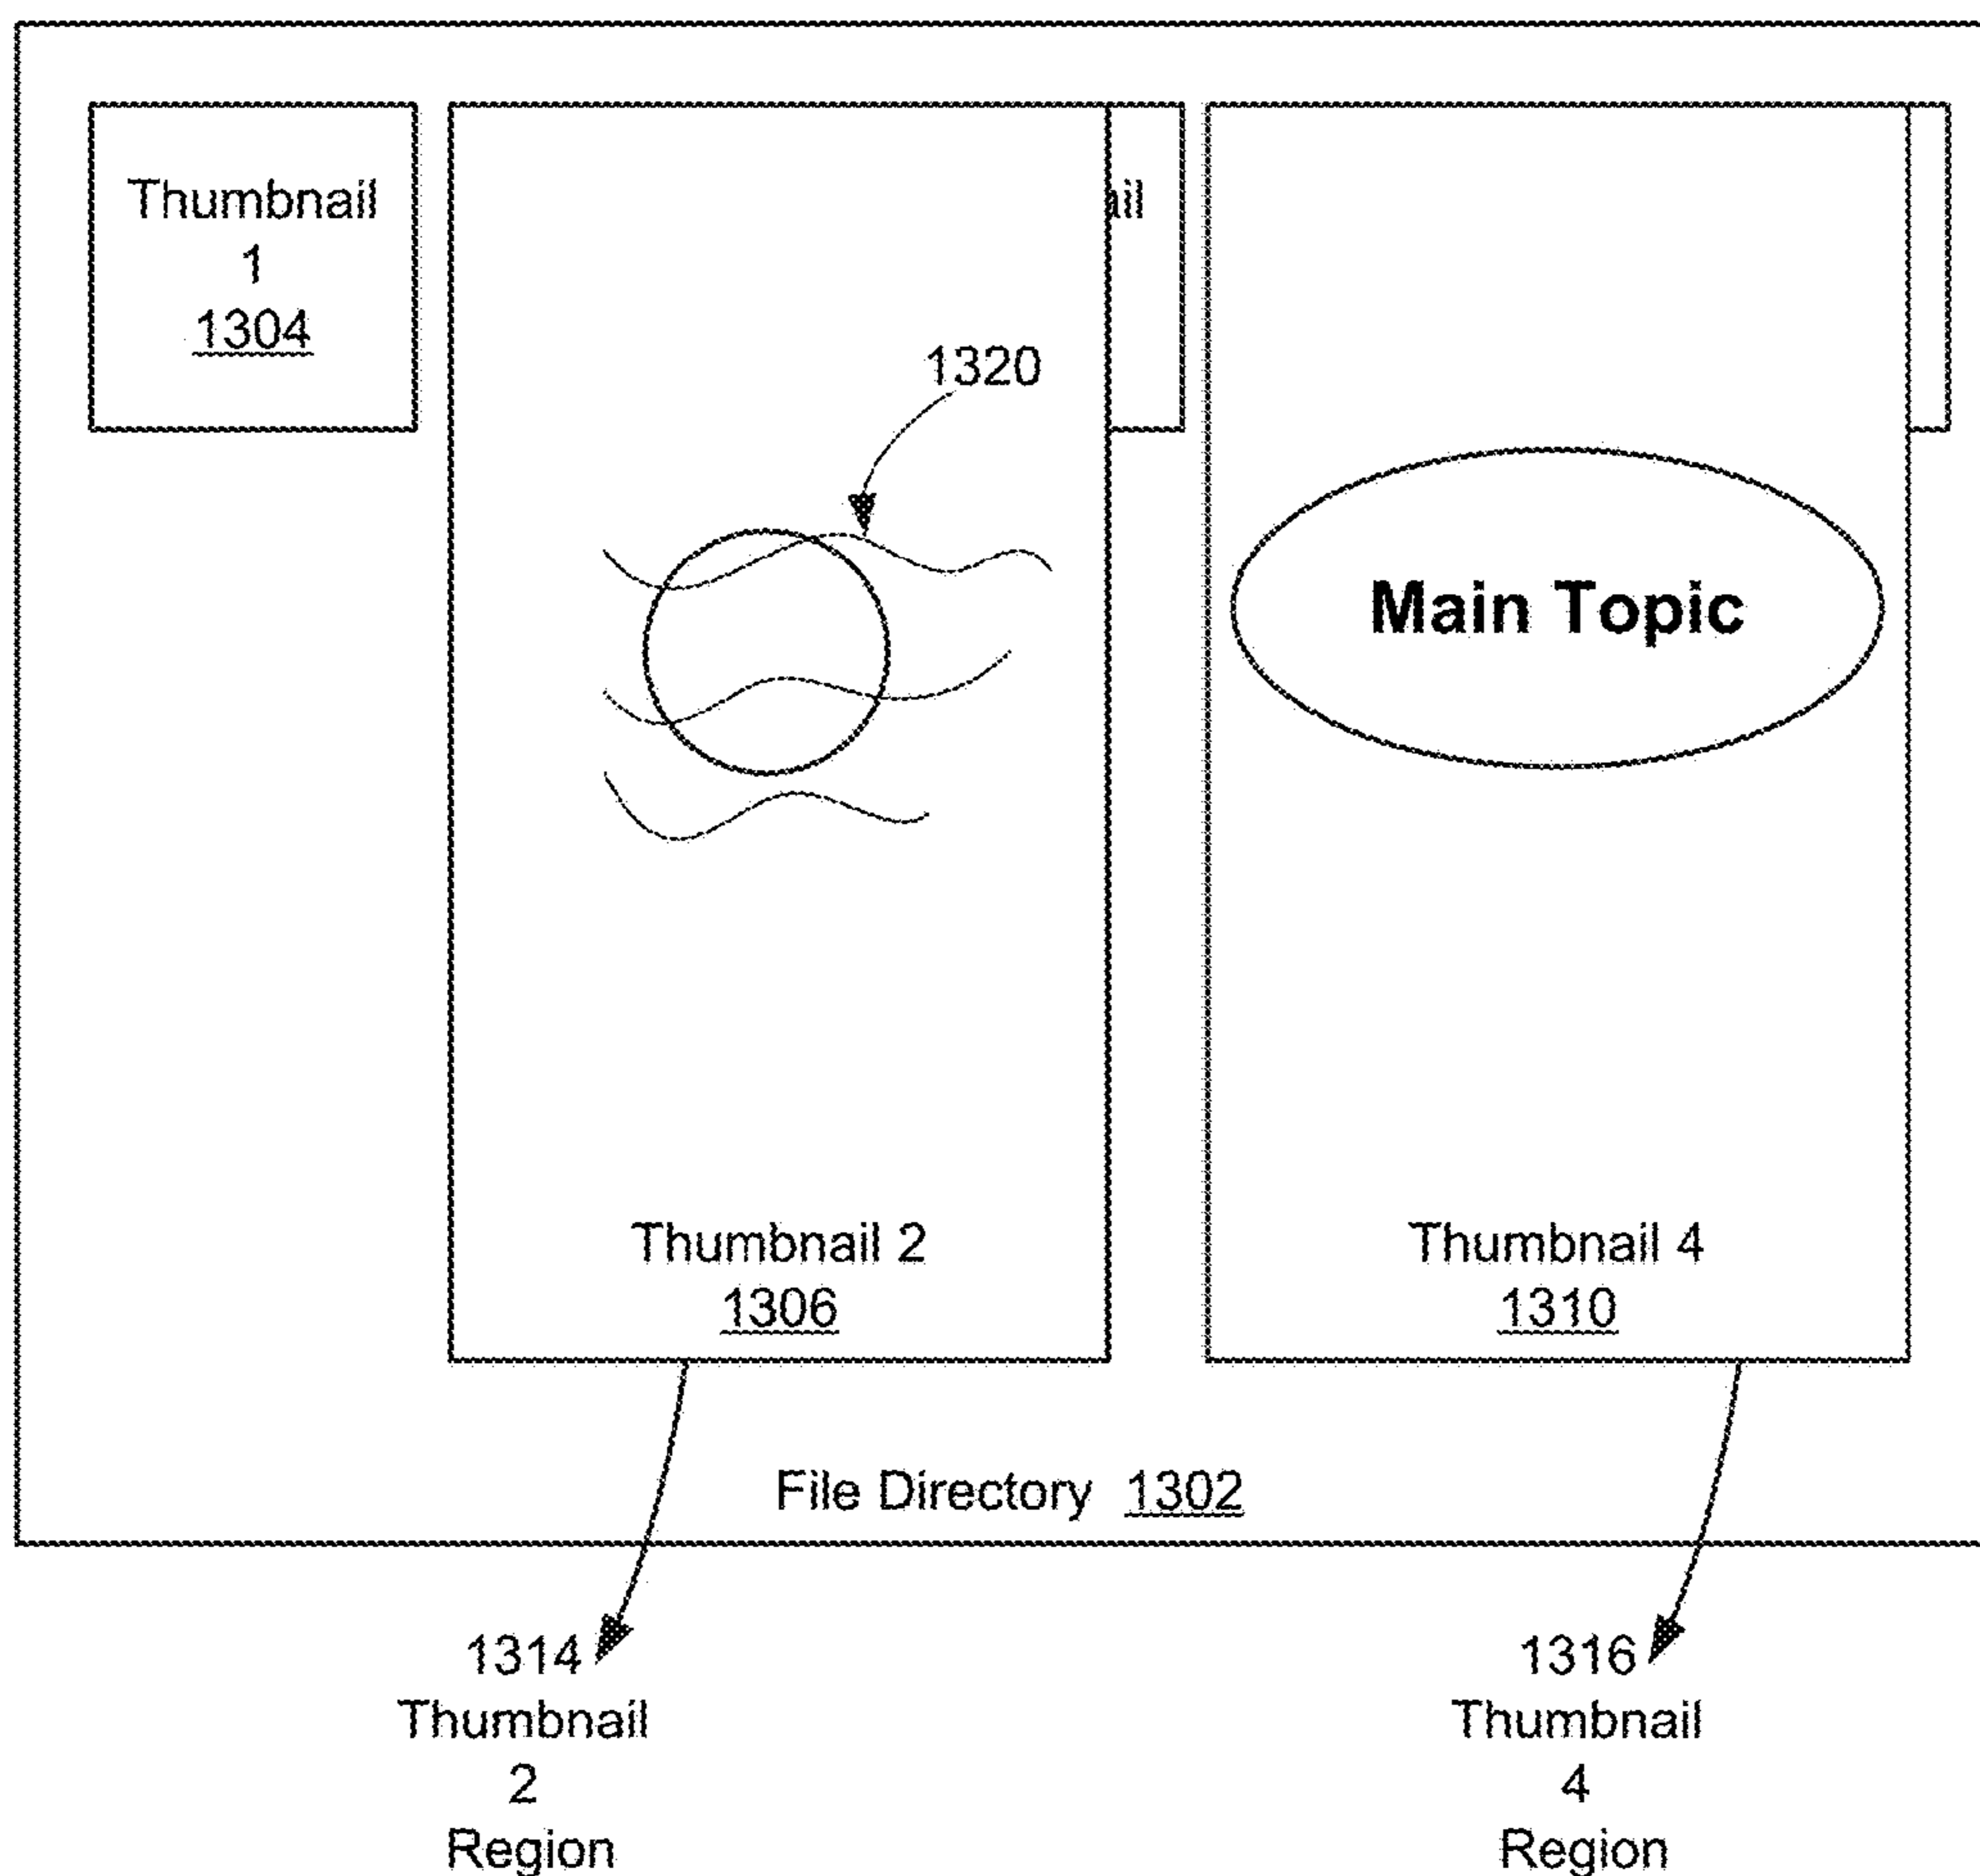 Thumbnail
1
1304
1320
Main Topic
Thumbnail 2
1306
Thumbnail 4
1310
File Directory 1302
1314
Thumbnail
2
Region
1316
Thumbnail
4
Region